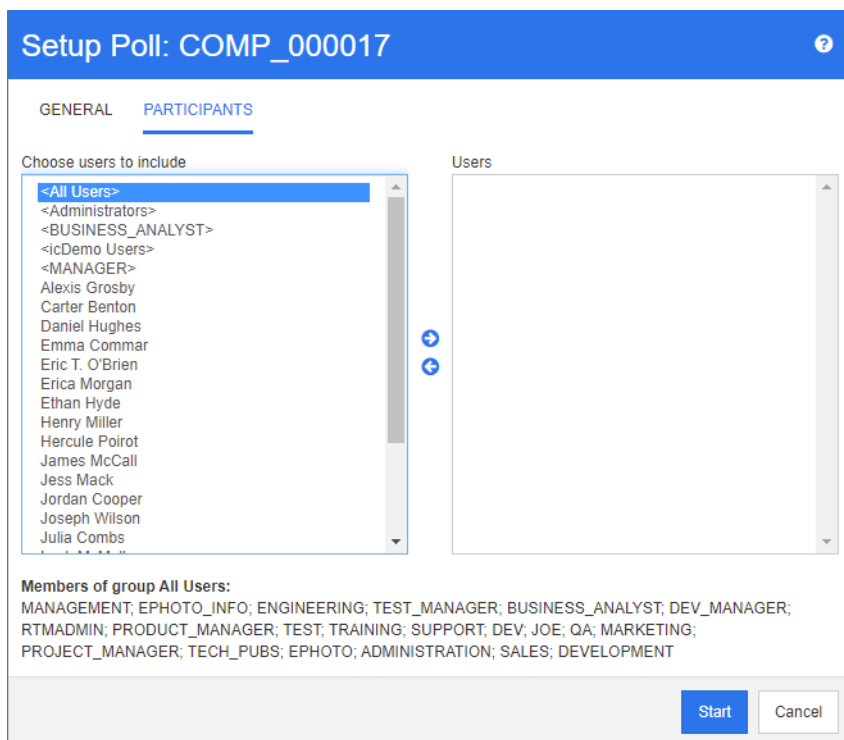 Setup Poll: COMP_000017
?
GENERAL PARTICIPANTS
Choose users to include
Users
<All Users>
<Administrators>
<BUSINESS_ANALYST>
<icDemo Users>
<MANAGER>
Alexis Grosby
Carter Benton
Daniel Hughes
Emma Commar
Eric T. O'Brien
Erica Morgan
Ethan Hyde
Henry Miller
Hercule Poirot
James McCall
Jess Mack
Jordan Cooper
Joseph Wilson
Julia Combs
Members of group All Users:
MANAGEMENT; EPHOTO_INFO; ENGINEERING; TEST_MANAGER; BUSINESS_ANALYST; DEV_MANAGER;
RTMADMIN; PRODUCT_MANAGER; TEST; TRAINING; SUPPORT; DEV; JOE; QA; MARKETING;
PROJECT_MANAGER; TECH_PUBS; EPHOTO; ADMINISTRATION; SALES; DEVELOPMENT
Start Cancel